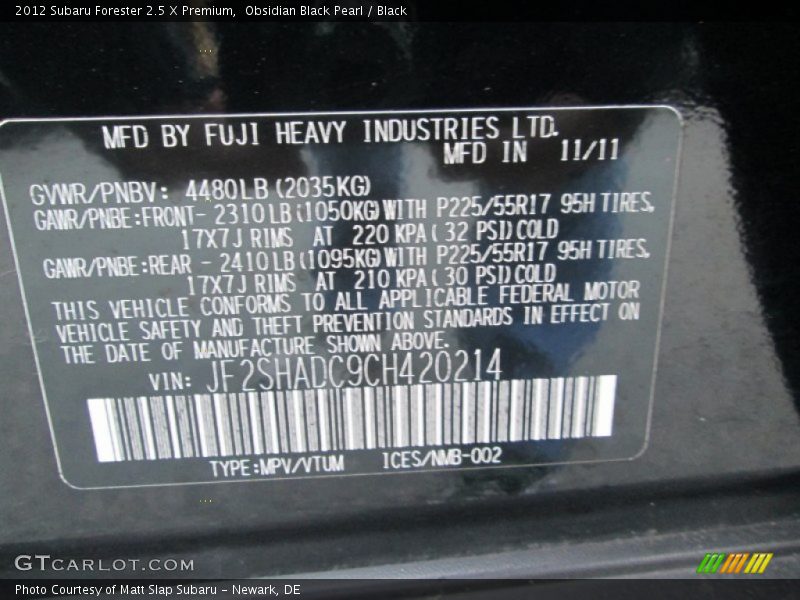 2012 Subaru Forester 2.5 X Premium,  Obsidian Black Pearl / Black
MFD BY FUJI HEAVY INDUSTRIES LTD.
MFD IN 11/11
GVWR/PNBV: 4480LB(2035KG)
GAWR/PNBE:FRONT- 2310LB(1050KG)WITH P225/55R17 95H TIRES,
17X7J RIMS AT 220 KPA(32 PSI)COLD
GAWR/PNBE:REAR - 2410LB(1095KG)WITH P225/55R17 95H TIRES,
17X7J RIMS AT 210 KPA(30 PSI)COLD
THIS VEHICLE CONFORMS TO ALL APPLICABLE FEDERAL MOTOR
VEHICLE SAFETY AND THEFT PREVENTION STANDARDS IN EFFECT ON
THE DATE OF MANUFACTURE SHOWN ABOVE.
VIN: JF2SHADC9CH420214
TYPE:MPV/VTUM ICES/NMB-002
GTCARLOT.COM
Photo Courtesy of Matt Slap Subaru – Newark, DE